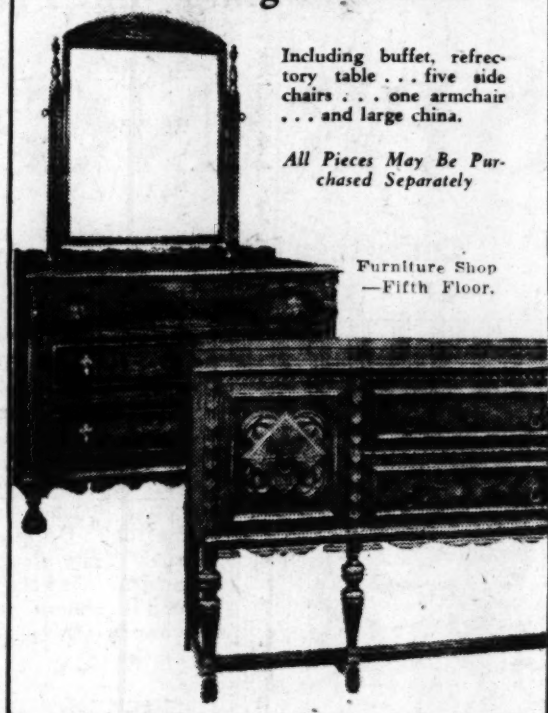 Including buffet, refrec-
tory table . . . five side
chairs . . . one armchair
. . . and large china.
All Pieces May Be Pur-
chased Separately
Furniture Shop
—Fifth Floor.